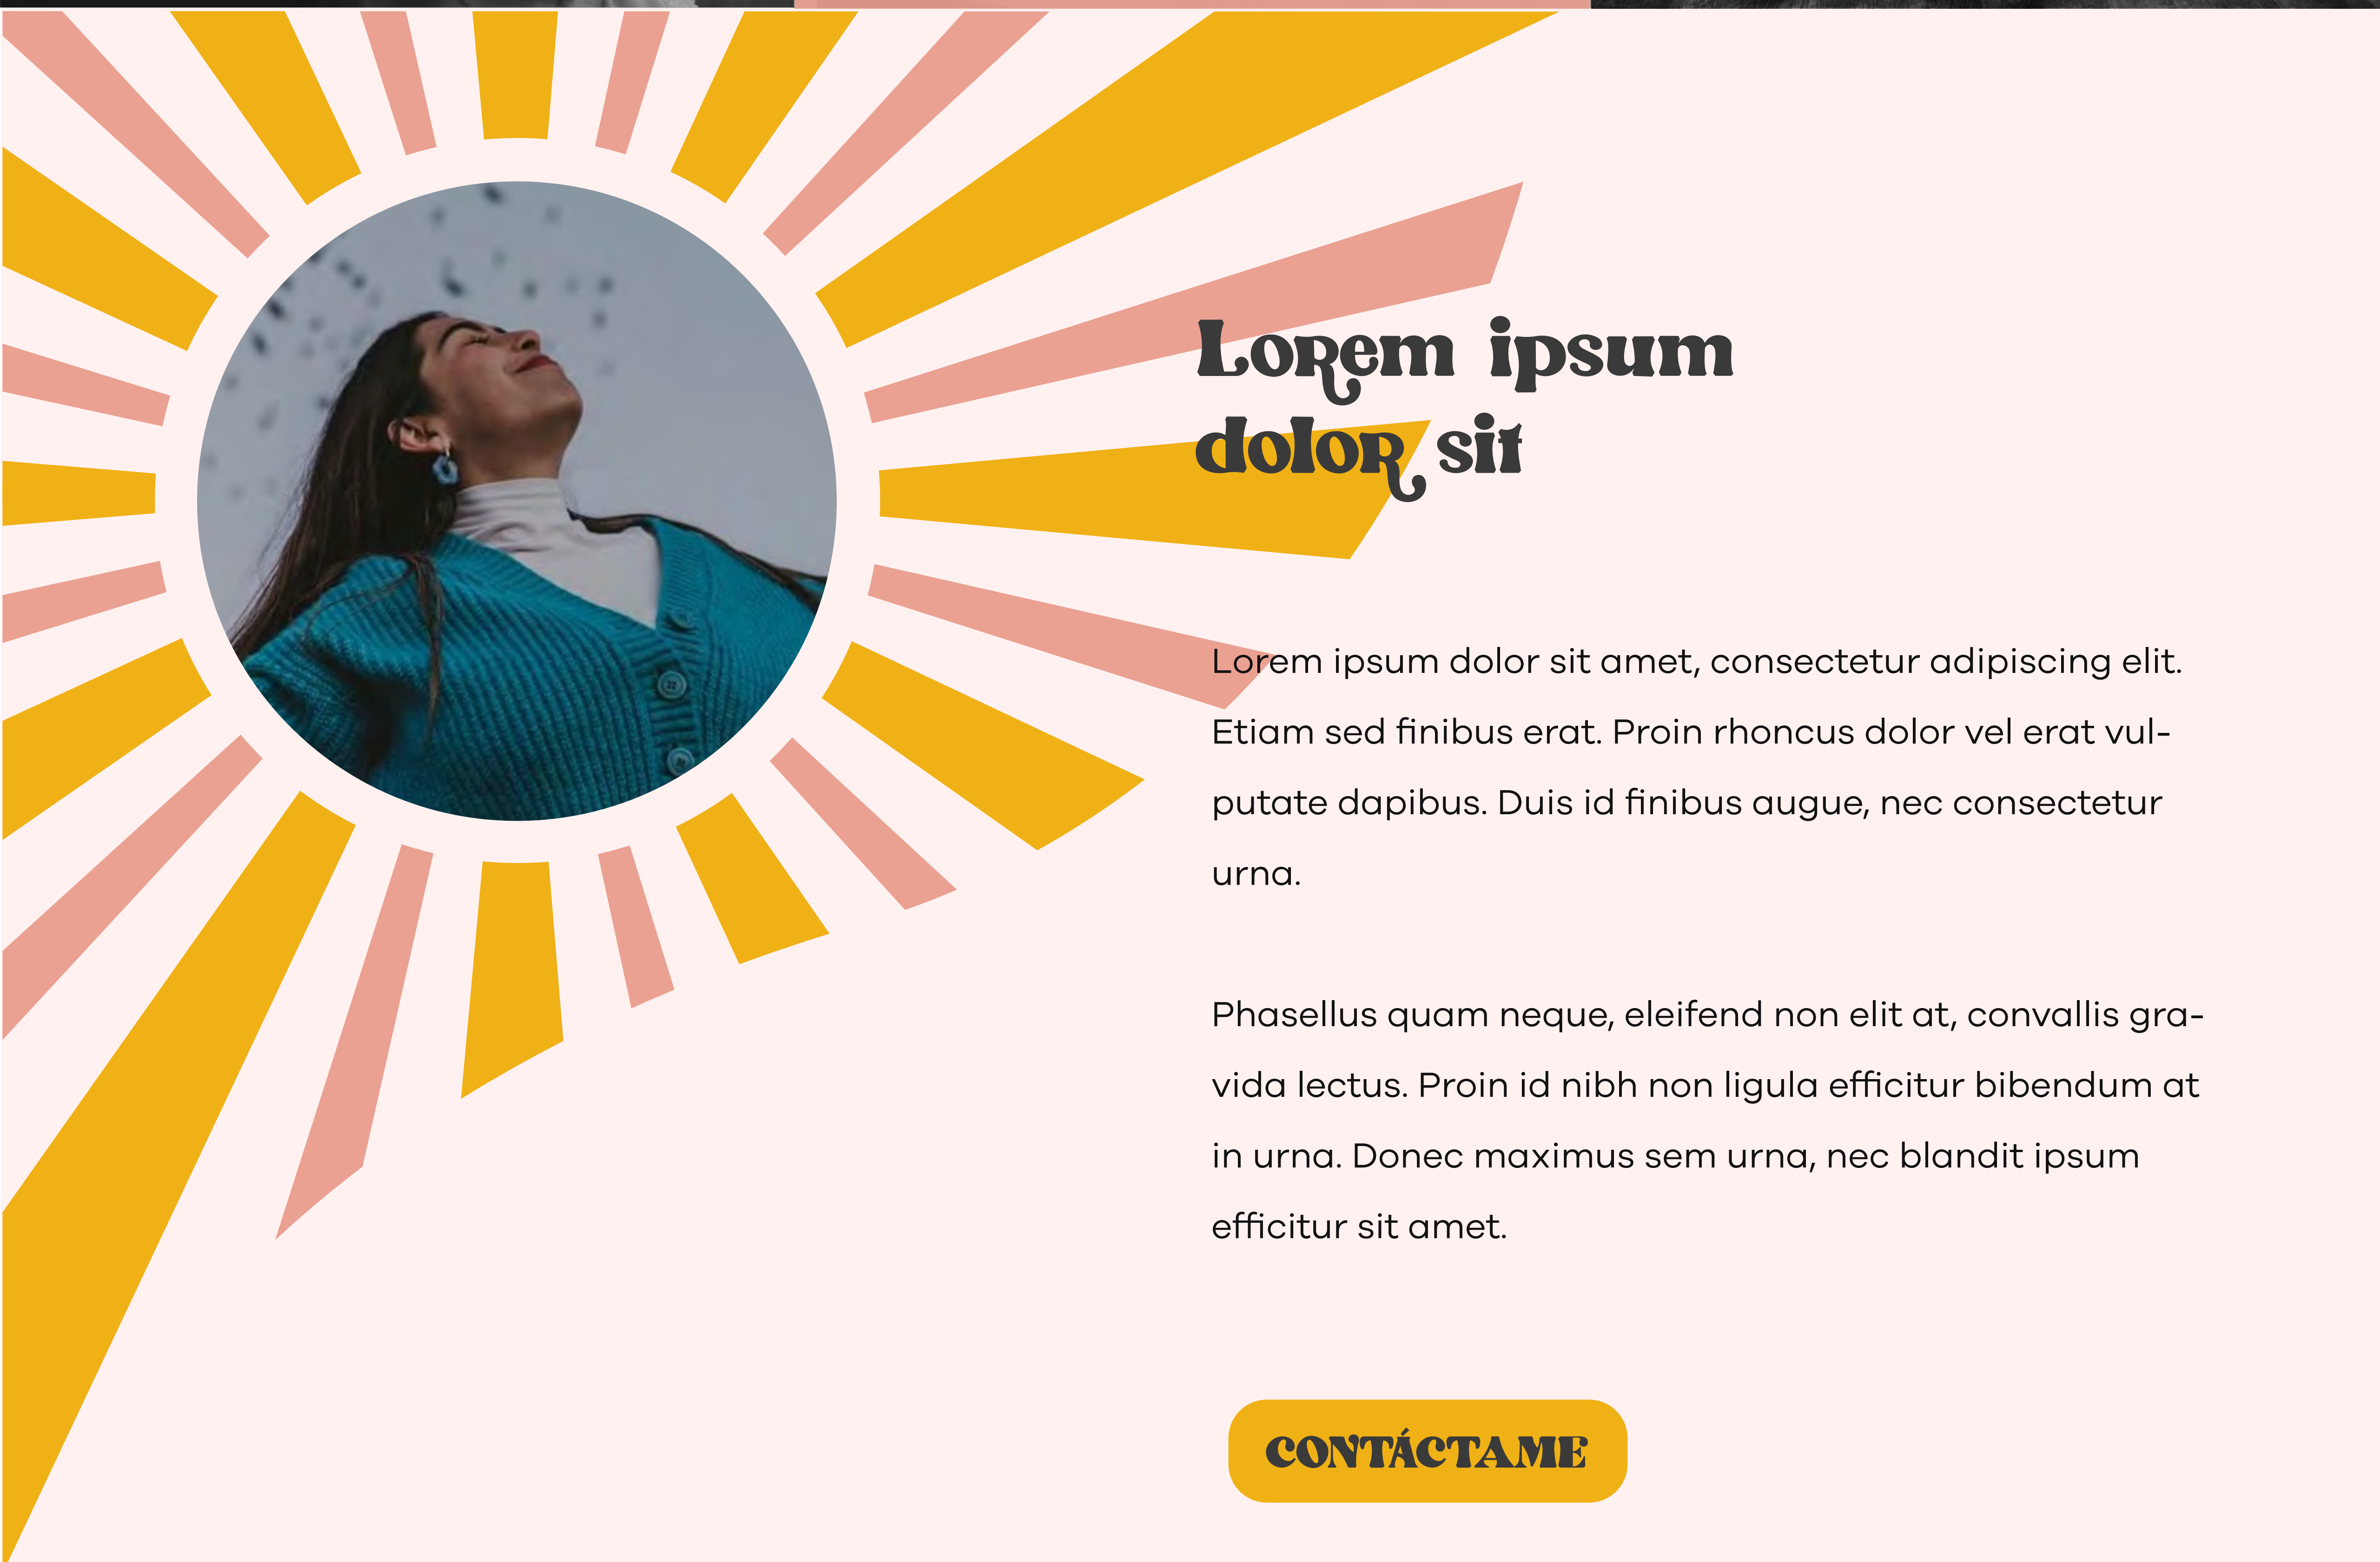 Lorem ipsum
dolor sit
Lorem ipsum dolor sit amet, consectetur adipiscing elit.
Etiam sed finibus erat. Proin rhoncus dolor vel erat vul-
putate dapibus. Duis id finibus augue, nec consectetur
urna.
Phasellus quam neque, eleifend non elit at, convallis gra-
vida lectus. Proin id nibh non ligula efficitur bibendum at
in urna. Donec maximus sem urna, nec blandit ipsum
efficitur sit amet.
CONTÁCTAME